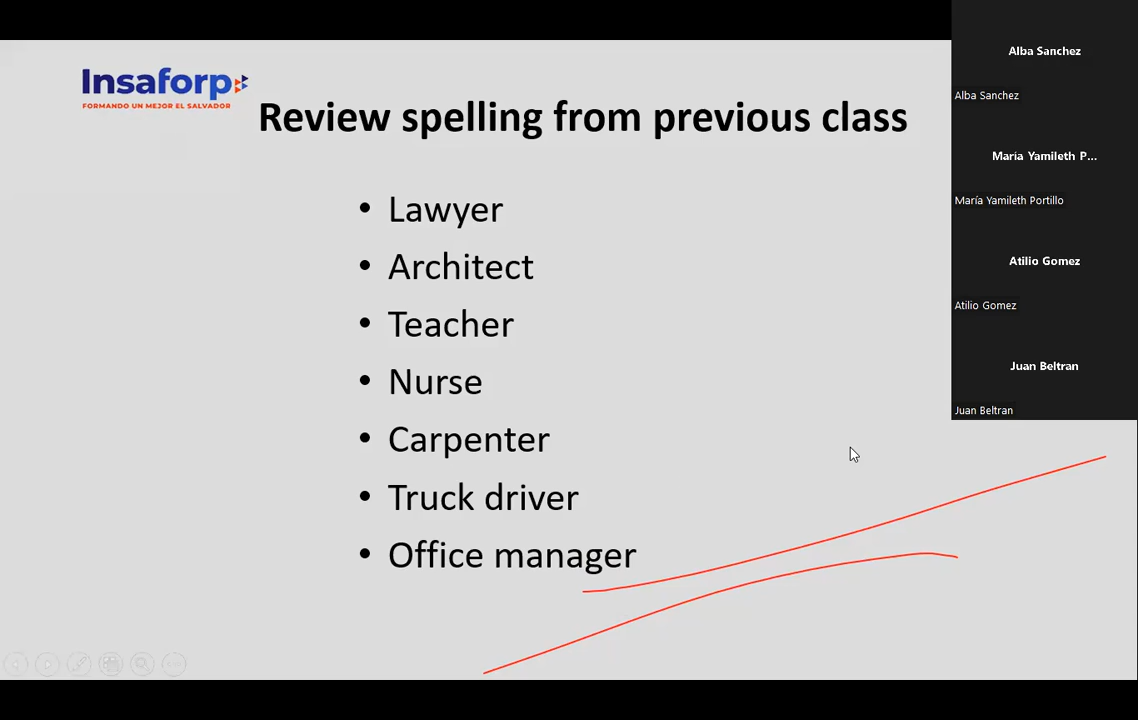 Insaforp
FORMANDO UN MEJOR EL SALVADOR
Review spelling from previous class
• Lawyer
• Architect
• Teacher
• Nurse
• Carpenter
• Truck driver
• Office manager
Alba Sanchez
Alba Sanchez
María Yamileth P...
María Yamileth Portillo
Atilio Gomez
Atilio Gomez
Juan Beltran
Juan Beltran